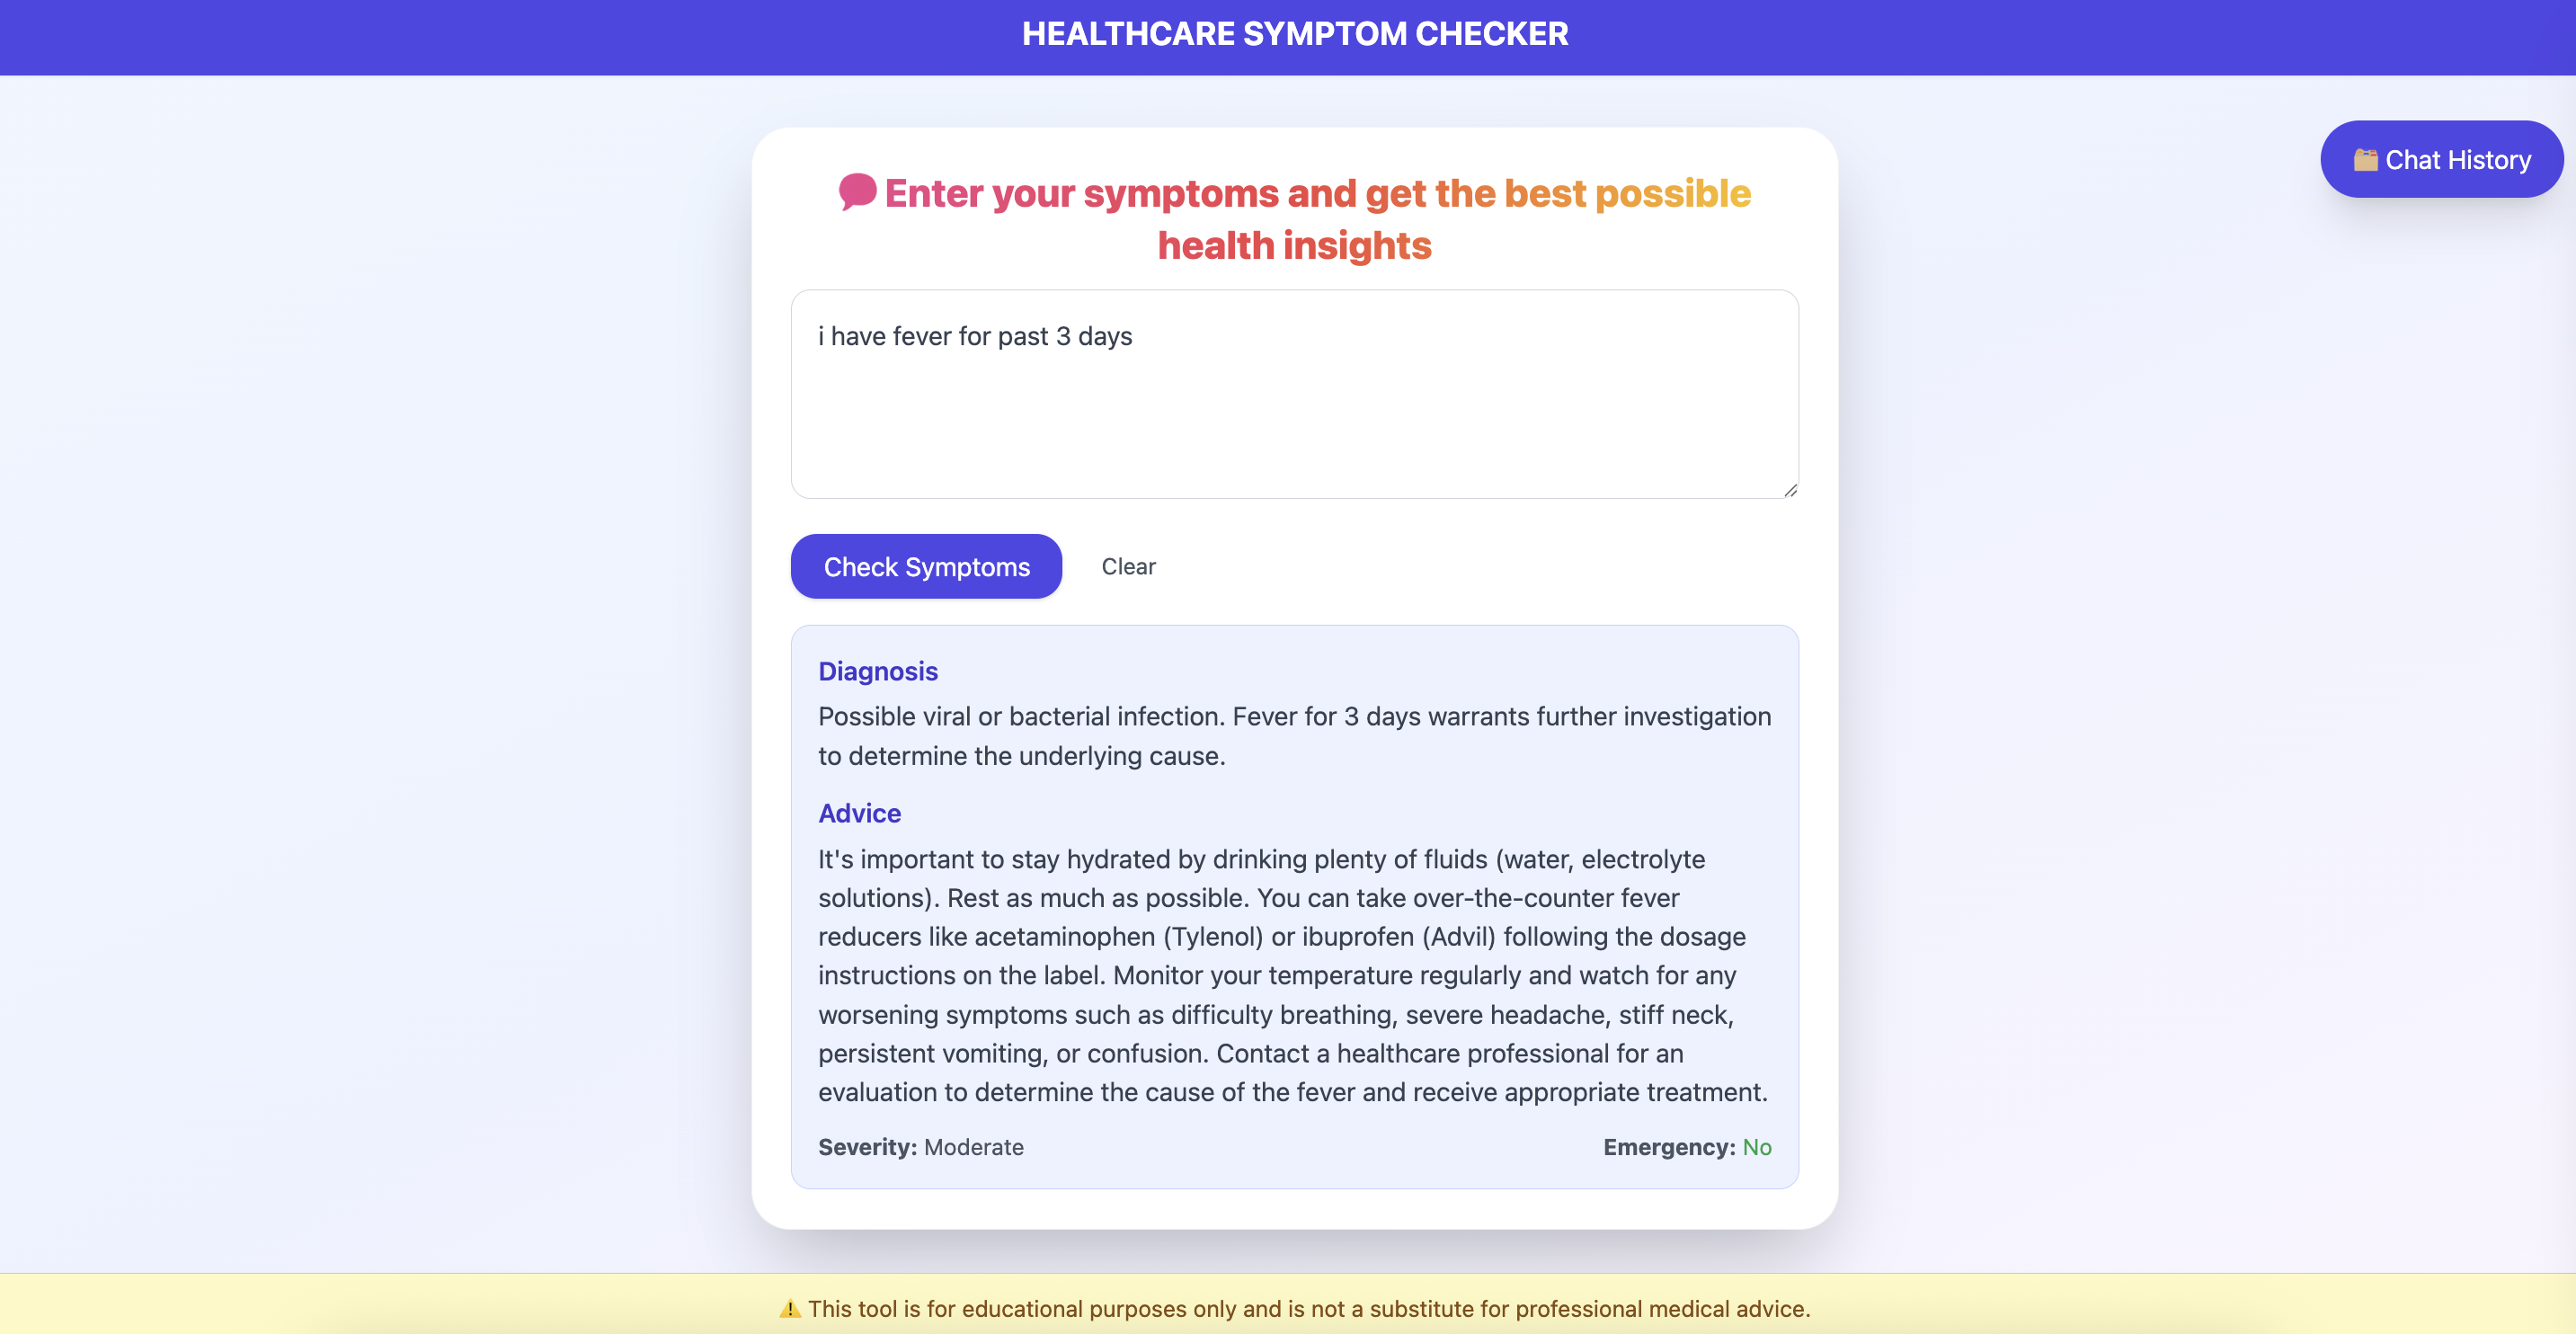 HEALTHCARE SYMPTOM CHECKER
Chat History
Enter your symptoms and get the best possible
health insights
i have fever for past 3 days
Check Symptoms
Clear
Diagnosis
Possible viral or bacterial infection. Fever for 3 days warrants further investigation
to determine the underlying cause.
Advice
It's important to stay hydrated by drinking plenty of fluids (water, electrolyte
solutions). Rest as much as possible. You can take over-the-counter fever
reducers like acetaminophen (Tylenol) or ibuprofen (Advil) following the dosage
instructions on the label. Monitor your temperature regularly and watch for any
worsening symptoms such as difficulty breathing, severe headache, stiff neck,
persistent vomiting, or confusion. Contact a healthcare professional for an
evaluation to determine the cause of the fever and receive appropriate treatment.
Severity: Moderate
Emergency: No
This tool is for educational purposes only and is not a substitute for professional medical advice.